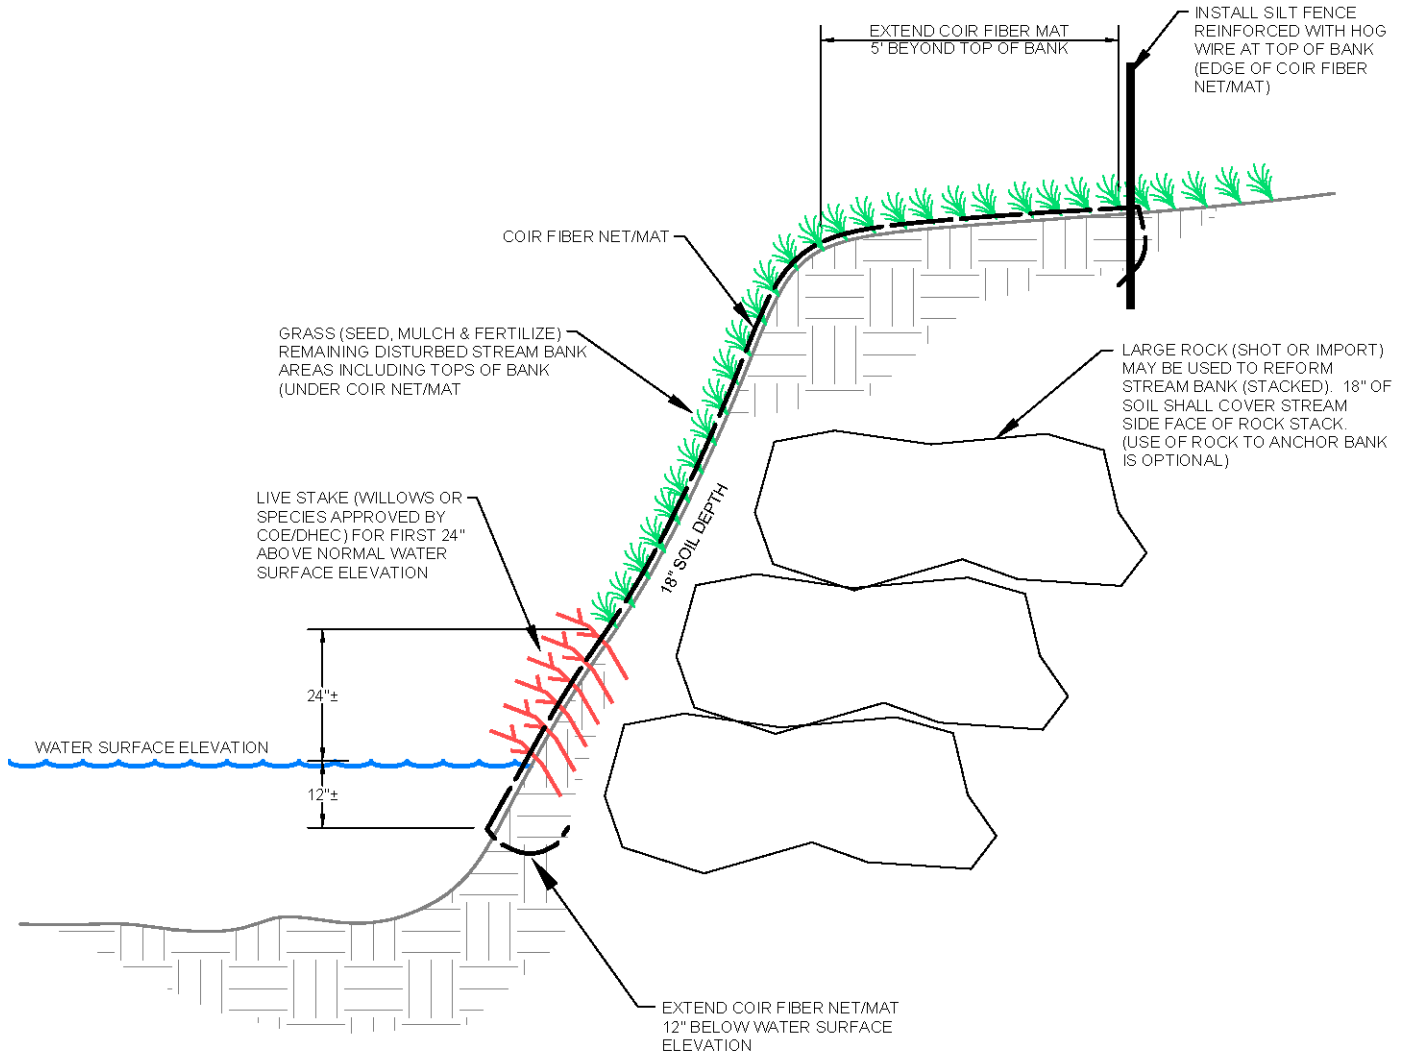 EXTEND COIR FIBER MAT
5' BEYOND TOP OF BANK
INSTALL SILT FENCE
REINFORCED WITH HOG
WIRE AT TOP OF BANK
(EDGE OF COIR FIBER
NET/MAT)
COIR FIBER NET/MAT
GRASS (SEED, MULCH & FERTILIZE)
REMAINING DISTURBED STREAM BANK
AREAS INCLUDING TOPS OF BANK
(UNDER COIR NET/MAT
LARGE ROCK (SHOT OR IMPORT)
MAY BE USED TO REFORM
STREAM BANK (STACKED). 18" OF
SOIL SHALL COVER STREAM
SIDE FACE OF ROCK STACK.
(USE OF ROCK TO ANCHOR BANK
IS OPTIONAL)
LIVE STAKE (WILLOWS OR
SPECIES APPROVED BY
COE/DHEC) FOR FIRST 24"
ABOVE NORMAL WATER
SURFACE ELEVATION
18" SOIL DEPTH
24"±
WATER SURFACE ELEVATION
12"±
EXTEND COIR FIBER NET/MAT
12" BELOW WATER SURFACE
ELEVATION